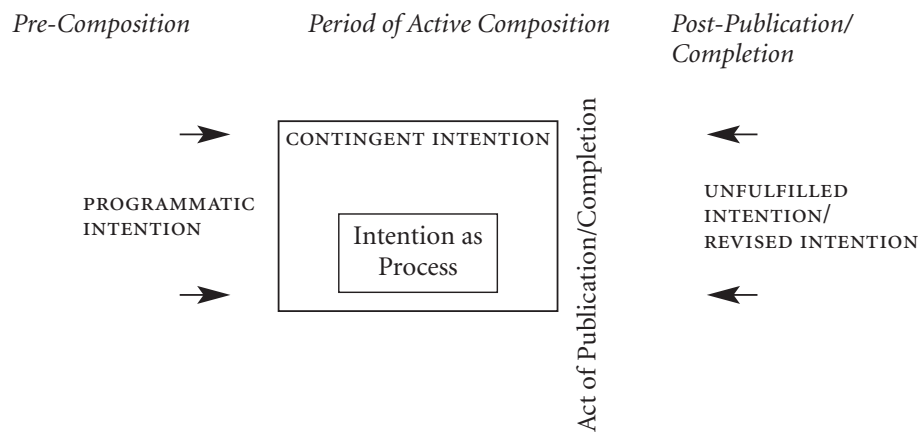 Pre-Composition
Period of Active Composition
Post-Publication/
Completion
CONTINGENT INTENTION
PROGRAMMATIC
INTENTION
Intention as
Process
Act of Publication/Completion
UNFULFILLED
INTENTION/
REVISED INTENTION